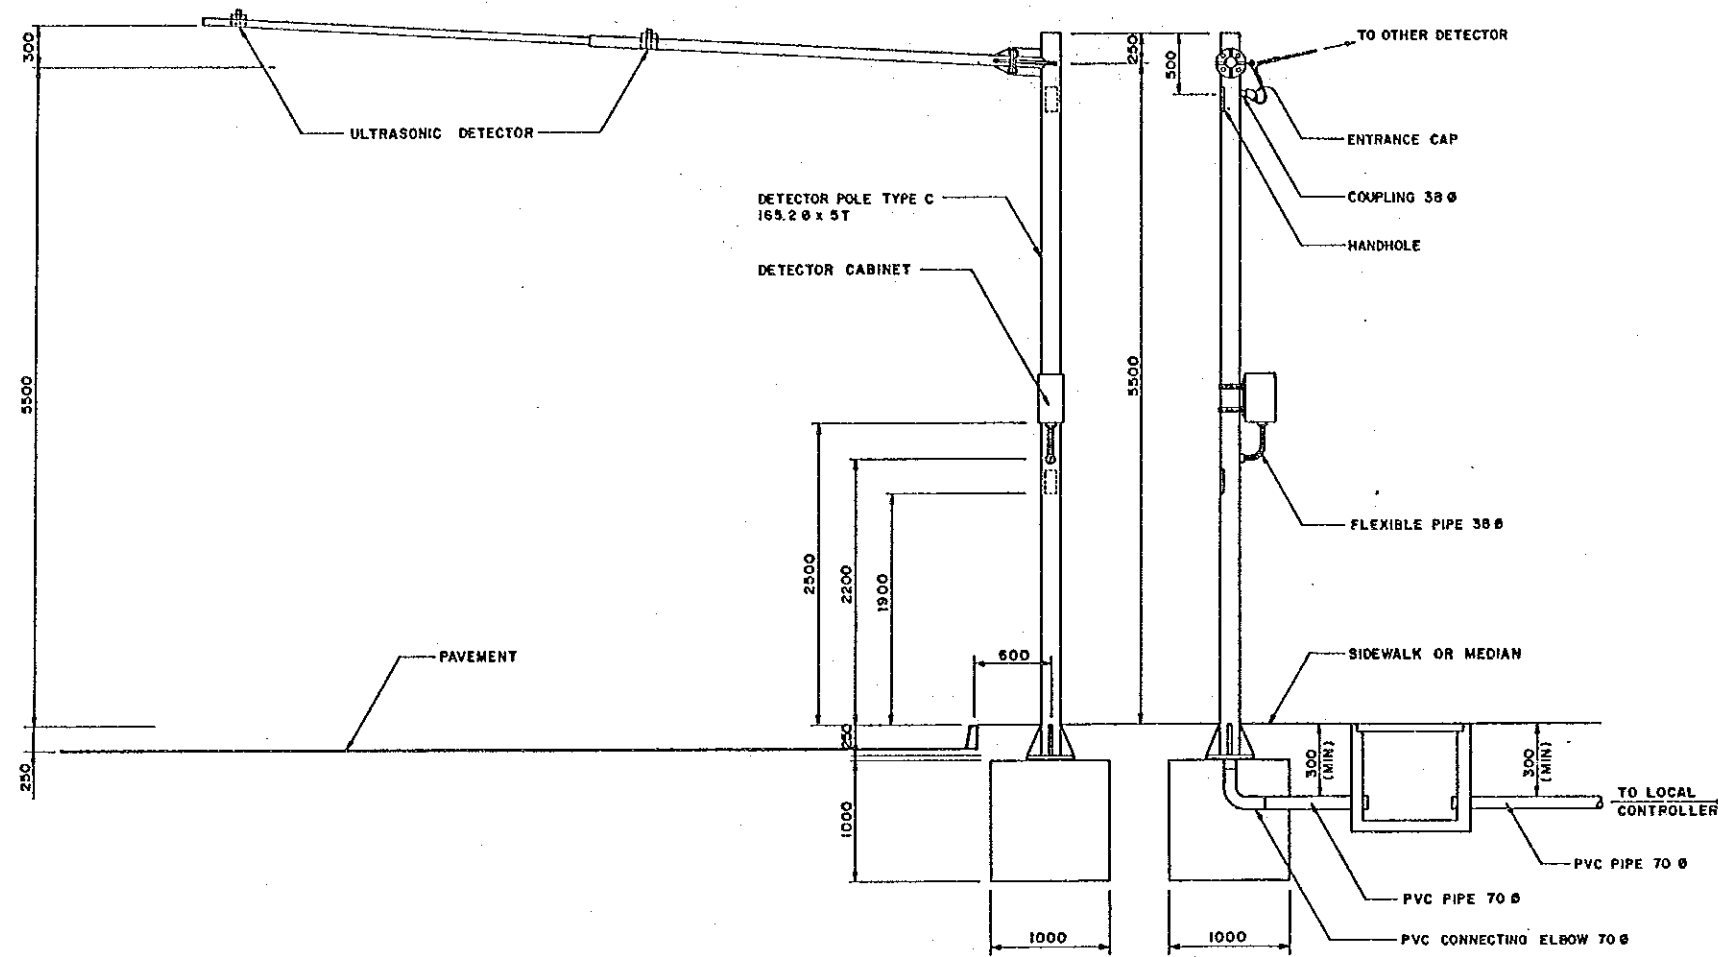 300
250
500
TO OTHER DETECTOR
ULTRASONIC DETECTOR
ENTRANCE CAP
DETECTOR POLE TYPE C
165.2 Ø x 5T
COUPLING 38 Ø
HANDHOLE
DETECTOR CABINET
5500
5500
FLEXIBLE PIPE 38 Ø
2500
2200
1900
PAVEMENT
600
SIDEWALK OR MEDIAN
250
250
300
(MIN)
300
(MIN)
TO LOCAL
CONTROLLER
1000
PVC PIPE 70 Ø
PVC PIPE 70 Ø
1000
1000
PVC CONNECTING ELBOW 70 Ø